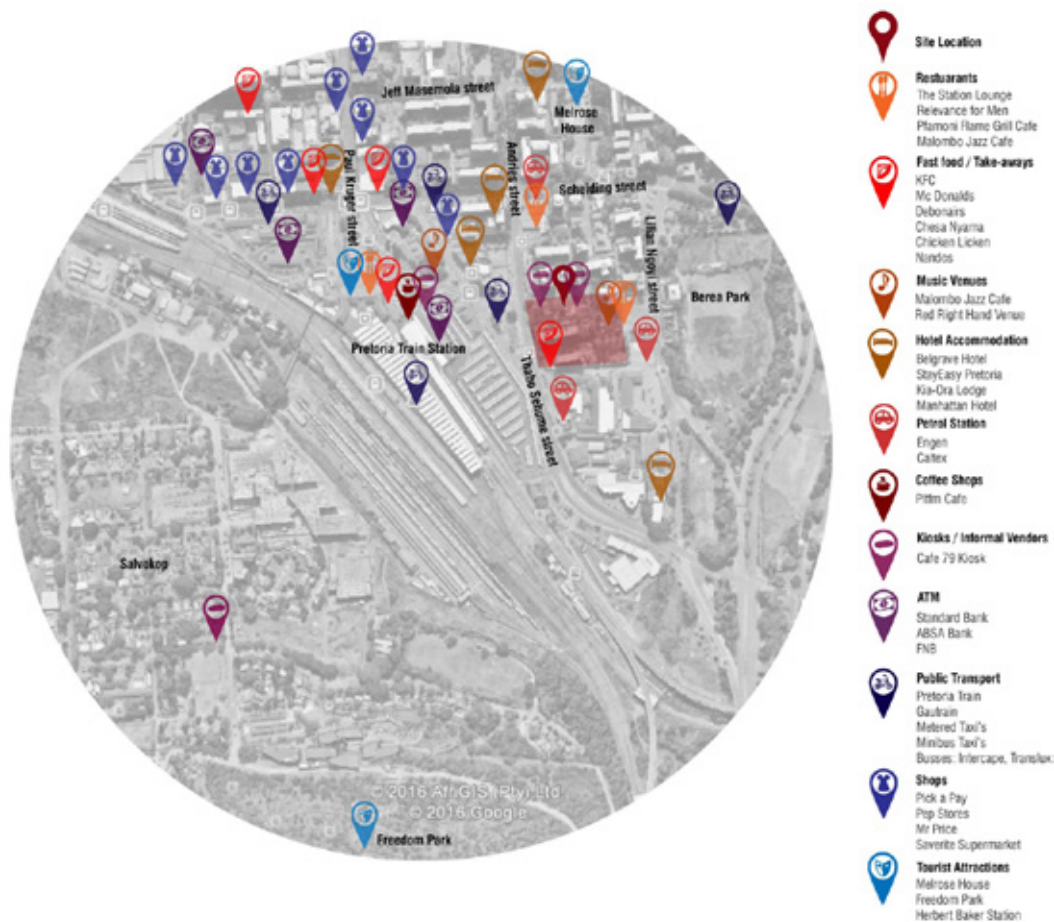 Jeff Masemola street
Melrose
House
Paul Kruger street
Andries street
Scheiding street
Lilian Ngoyi street
Berea Park
Pretoria Train Station
Thabo Sehume street
Salvokop
© 2016 AfriGIS (Pty) Ltd
© 2016 Google
Freedom Park
Site Location
Restuarants
The Station Lounge
Relevance for Men
Pfamoni Flame Grill Cafe
Malombo Jazz Cafe
Fast food / Take-aways
KFC
Mc Donalds
Debonairs
Chesa Nyama
Chicken Licken
Nandos
Music Venues
Malombo Jazz Cafe
Red Right Hand Venue
Hotel Accommodation
Belgrave Hotel
StayEasy Pretoria
Kia-Ora Lodge
Manhattan Hotel
Petrol Station
Engen
Caltex
Coffee Shops
Cafe
Kiosks / Informal Vendors
Cafe 79 Kiosk
ATM
Standard Bank
ABSA Bank
FNB
Public Transport
Pretoria Train
Gautrain
Metered Taxi's
Minibus Taxi's
Busses: Intercape, Translux
Shops
Pick a Pay
Pep Stores
Mr Price
Saverite Supermarket
Tourist Attractions
Melrose House
Freedom Park
Herbert Baker Station